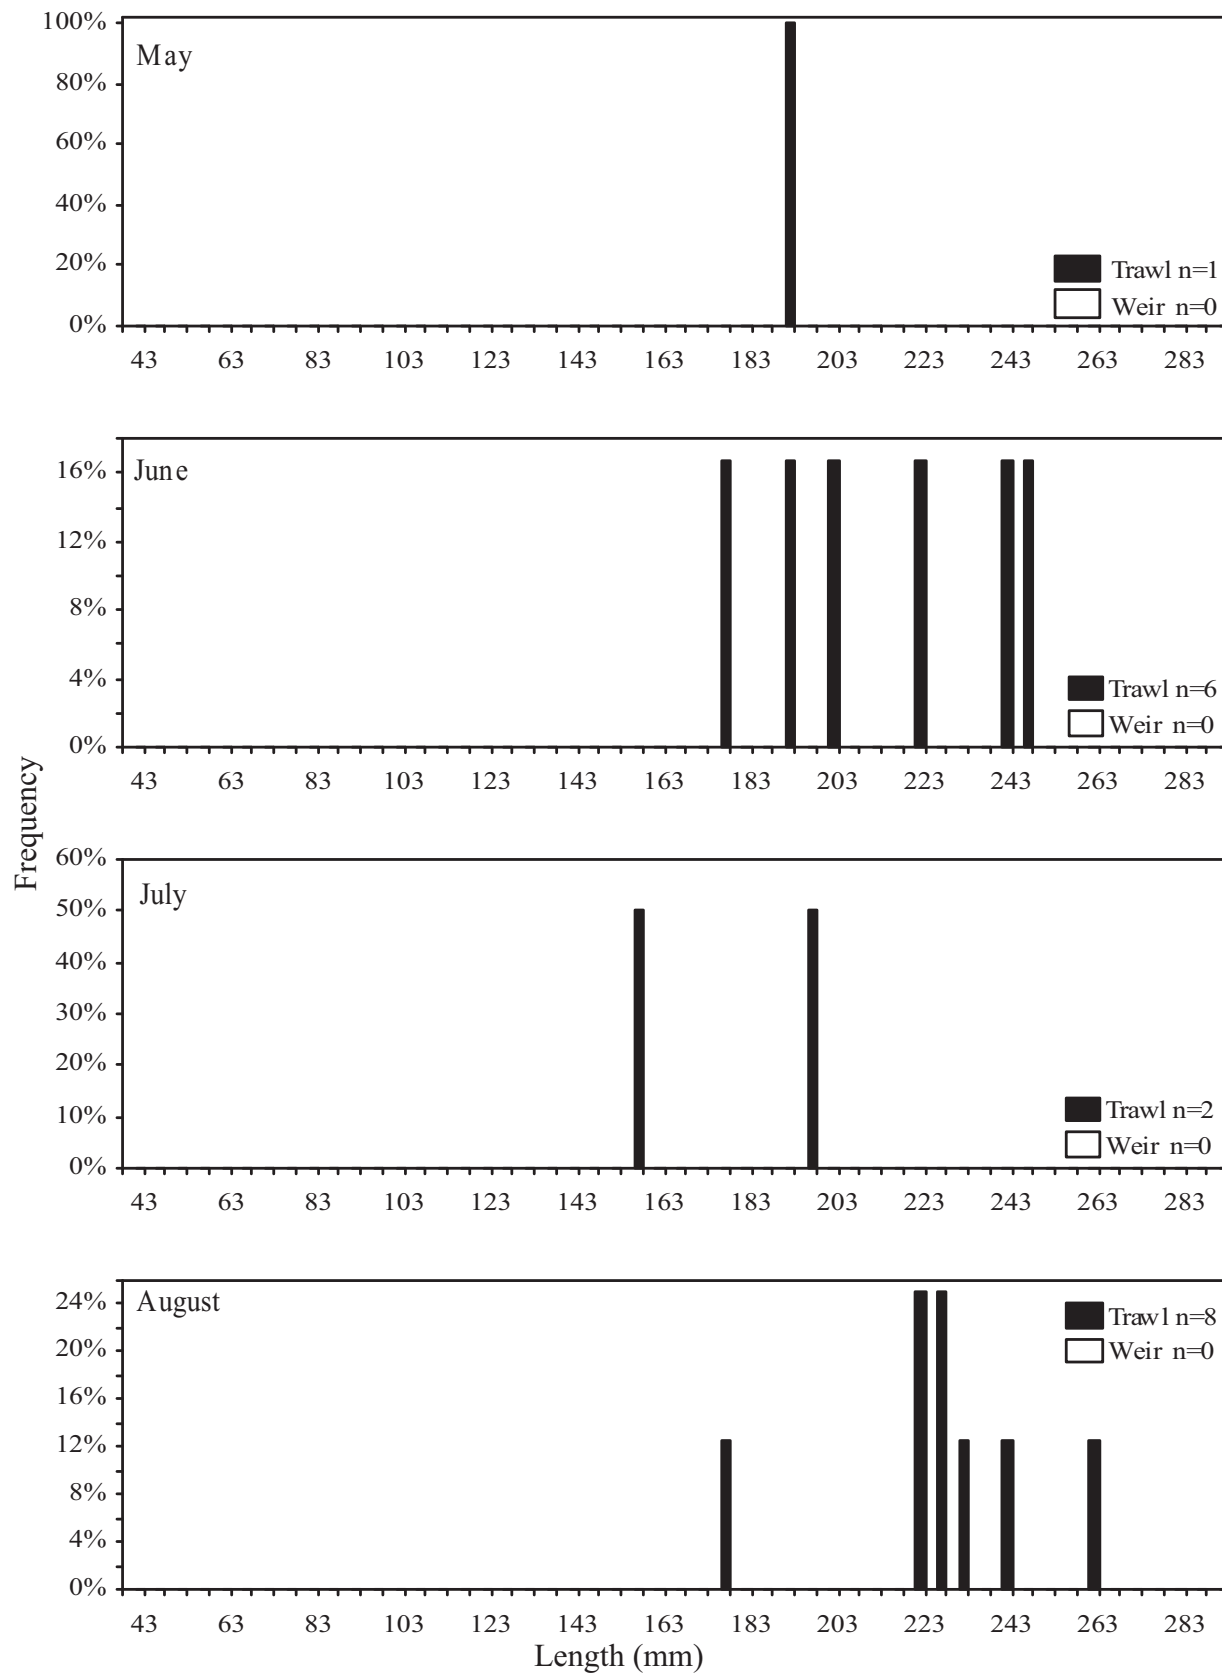 100%
May
80%
60%
40%
20%
Trawl n=1
Weir n=0
0%
43 63 83 103 123 143 163 183 203 223 243 263 283
16%
June
12%
8%
4%
Trawl n=6
Weir n=0
0%
43 63 83 103 123 143 163 183 203 223 243 263 283
Frequency
60%
July
50%
40%
30%
20%
10%
Trawl n=2
Weir n=0
0%
43 63 83 103 123 143 163 183 203 223 243 263 283
24%
August
Trawl n=8
Weir n=0
20%
16%
12%
8%
4%
0%
43 63 83 103 123 143 163 183 203 223 243 263 283
Length (mm)